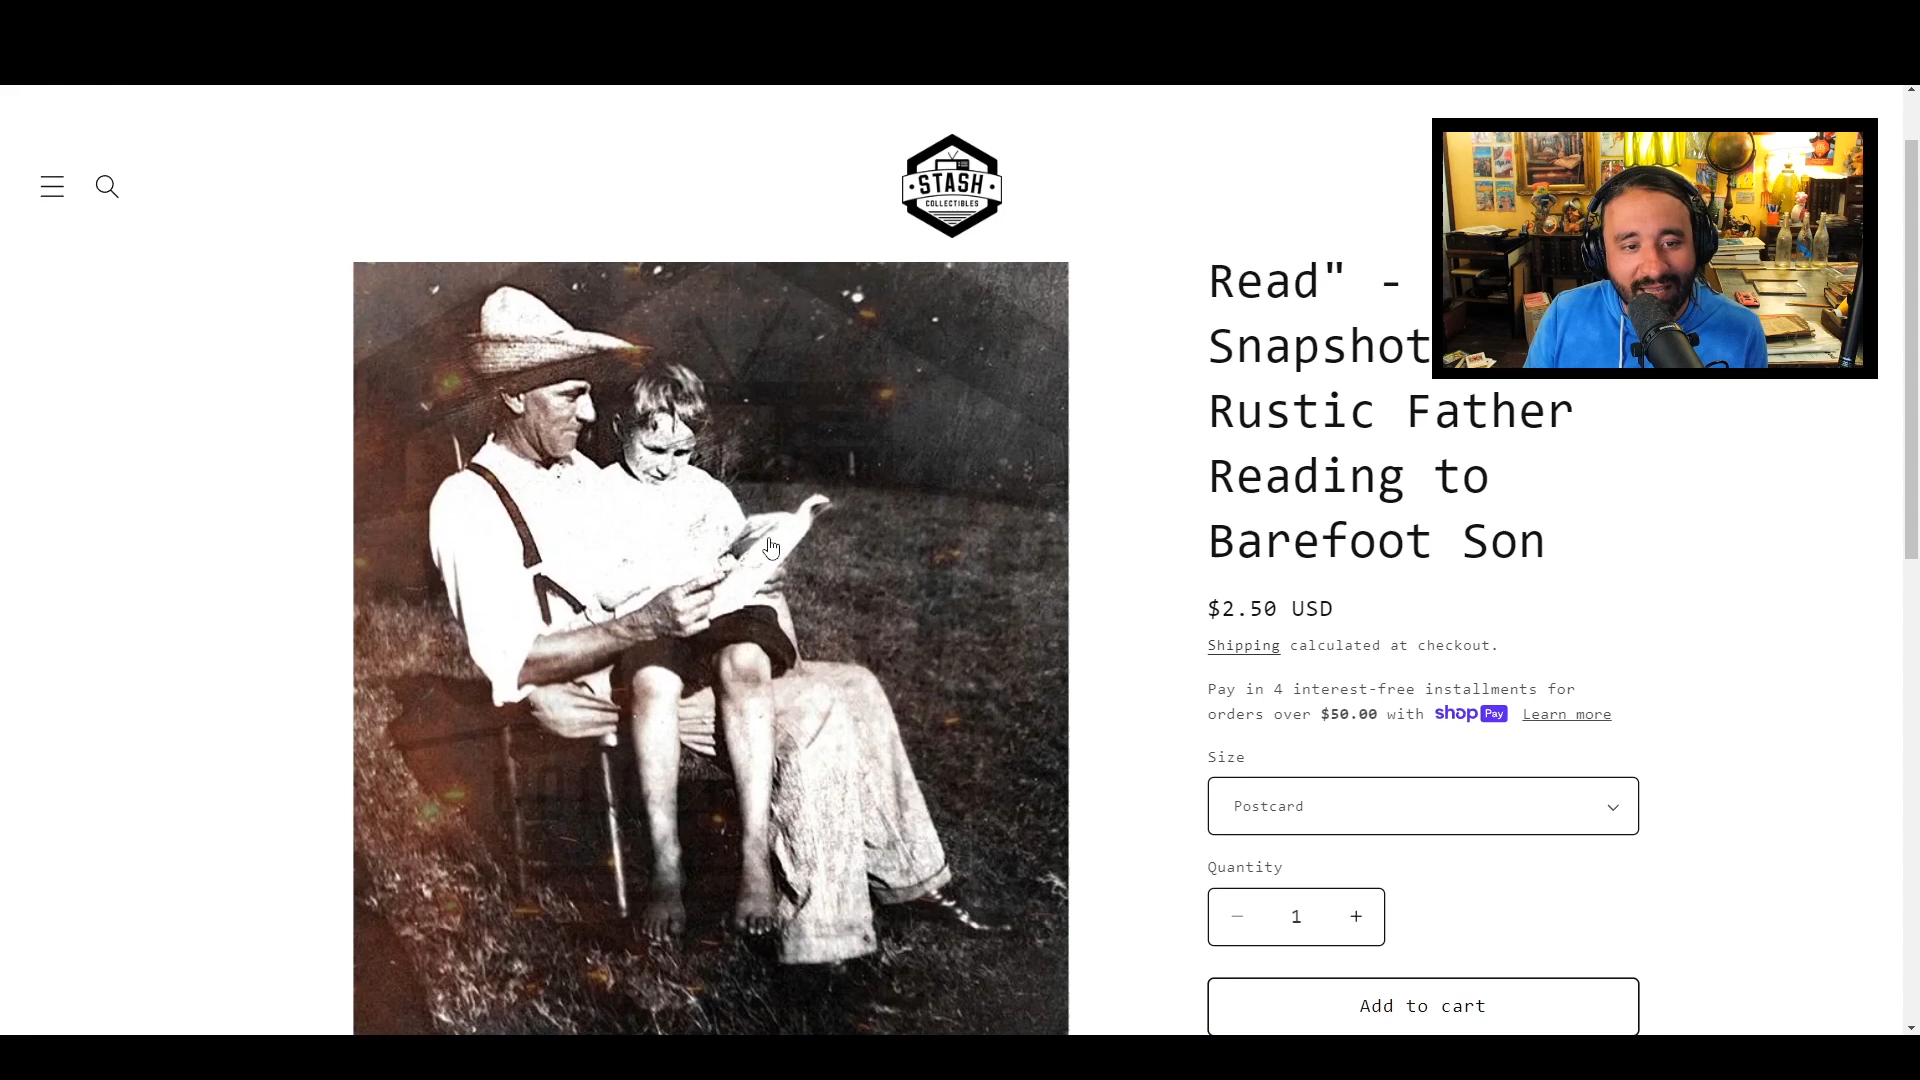 STASH
COLLECTIBLES
Read" -
Snapshot
Rustic Father
Reading to
Barefoot Son
$2.50 USD
Shipping calculated at checkout.
Pay in 4 interest-free installments for
orders over $50.00 with shop Pay Learn more
Size
Postcard
Quantity
1
Add to cart